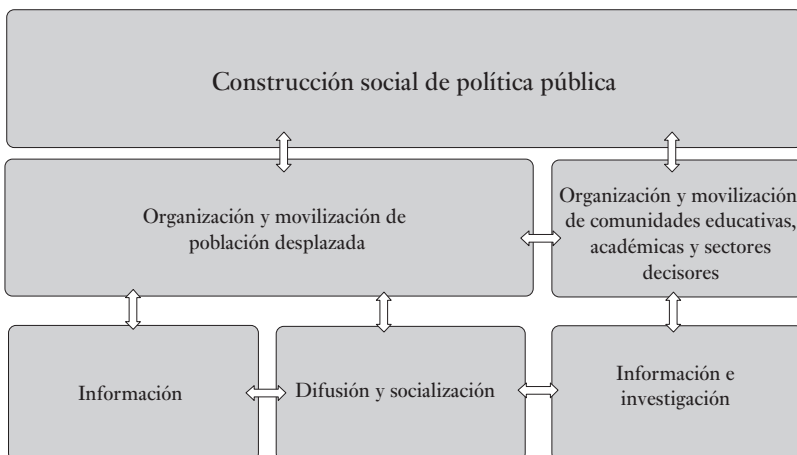 Construcción social de política pública
Organización y movilización de
población desplazada
Organización y movilización
de comunidades educativas,
académicas y sectores
decisores
Información
Difusión y socialización
Información e
investigación